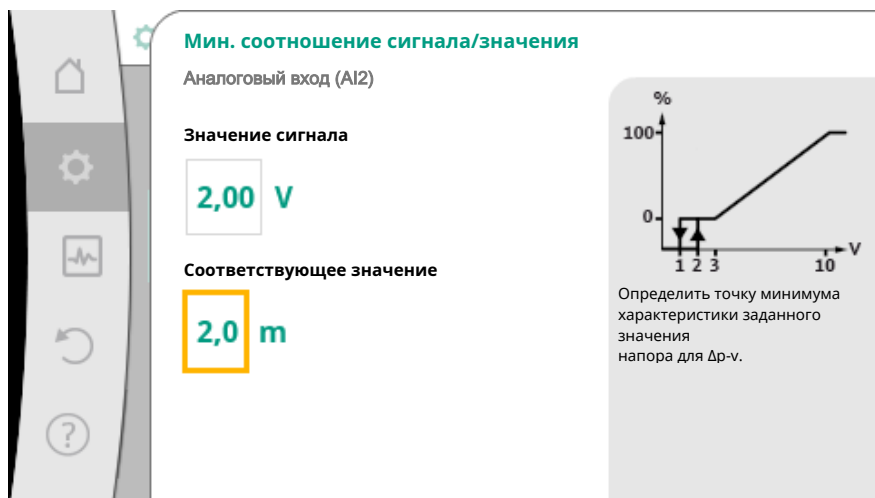 Мин. соотношение сигнала/значения
Аналоговый вход (AI2)
Значение сигнала
2,00 V
Соответствующее значение
2,0 m
%
100
0
1 2 3 10 V
Определить точку минимума
характеристики заданного
значения
напора для Δp-v.
?